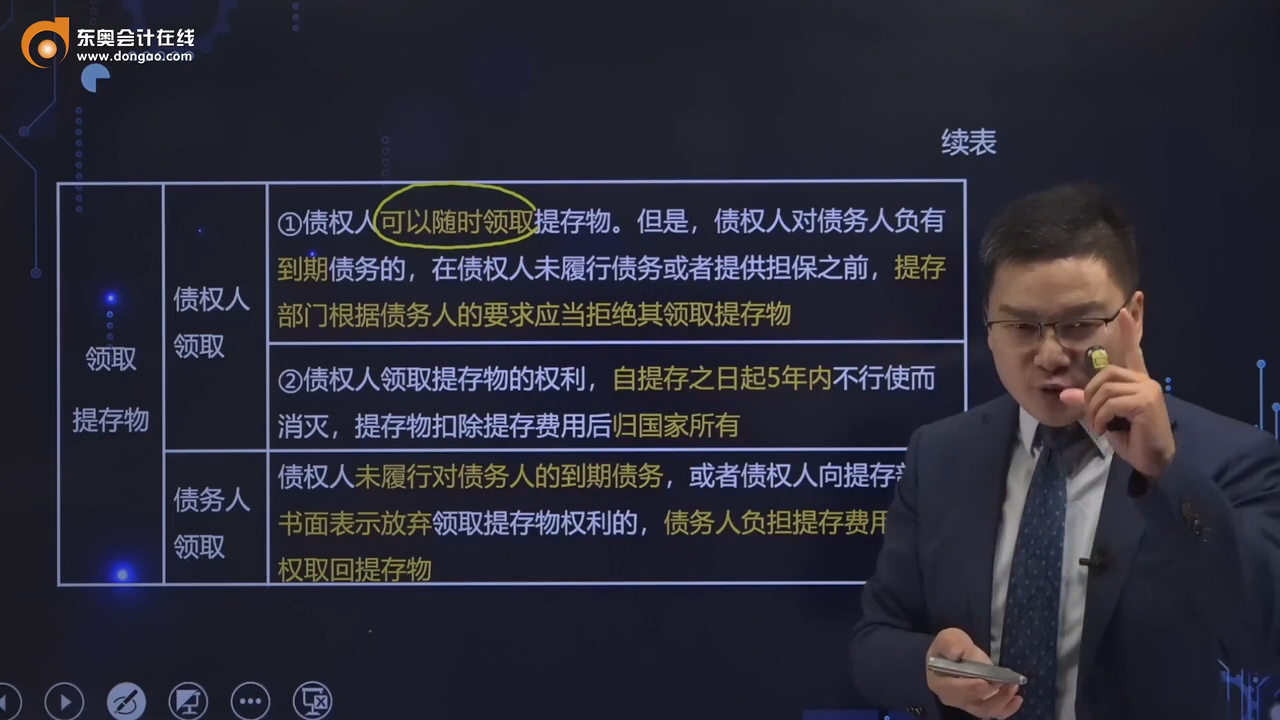 东奥会计在线
www.dongao.com
续表
领取
提存物
债权人
领取
①债权人可以随时领取提存物。但是，债权人对债务人负有
到期债务的，在债权人未履行债务或者提供担保之前，提存
部门根据债务人的要求应当拒绝其领取提存物
②债权人领取提存物的权利，自提存之日起5年内不行使而
消灭，提存物扣除提存费用后归国家所有
债务人
领取
债权人未履行对债务人的到期债务，或者债权人向提存
书面表示放弃领取提存物权利的，债务人负担提存费用
权取回提存物